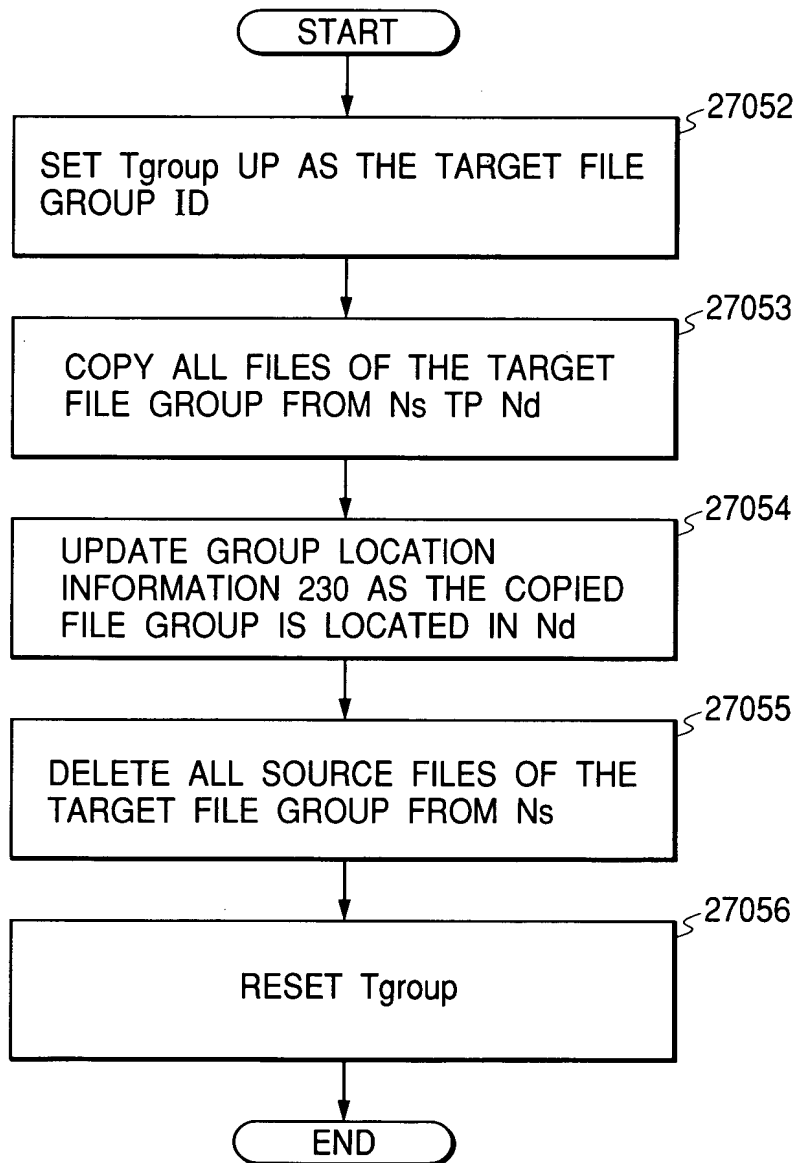 START
27052
SET Tgroup UP AS THE TARGET FILE
GROUP ID
27053
COPY ALL FILES OF THE TARGET
FILE GROUP FROM Ns TP Nd
27054
UPDATE GROUP LOCATION
INFORMATION 230 AS THE COPIED
FILE GROUP IS LOCATED IN Nd
27055
DELETE ALL SOURCE FILES OF THE
TARGET FILE GROUP FROM Ns
27056
RESET Tgroup
END